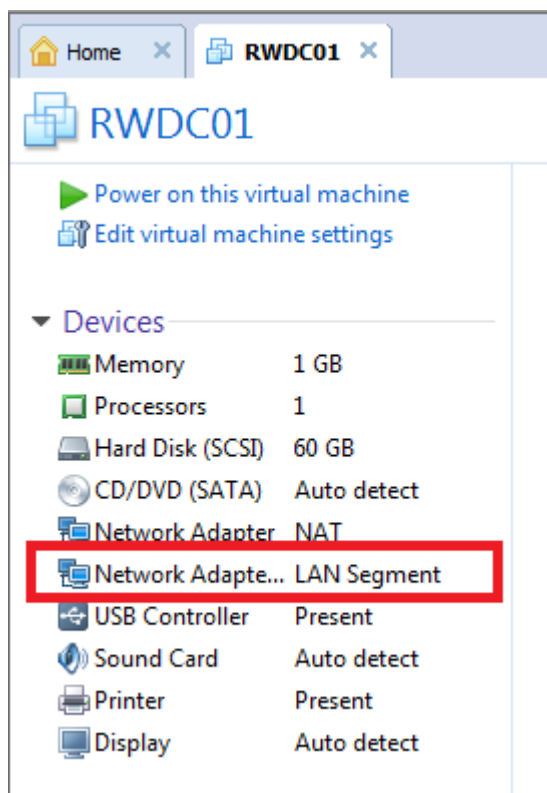 Home RWDC01
RWDC01
Power on this virtual machine
Edit virtual machine settings
Devices
Memory 1 GB
Processors 1
Hard Disk (SCSI) 60 GB
CD/DVD (SATA) Auto detect
Network Adapter NAT
Network Adapte... LAN Segment
USB Controller Present
Sound Card Auto detect
Printer Present
Display Auto detect